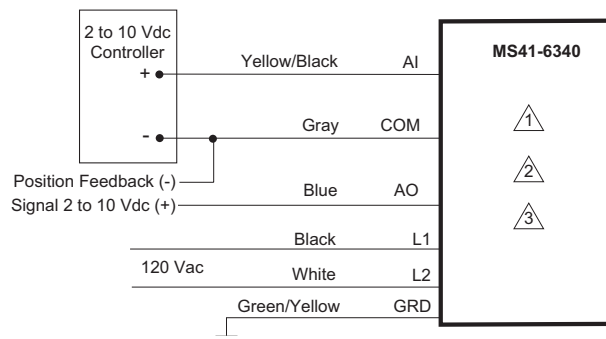 2 to 10 Vdc
Controller
+
-
Yellow/Black AI
MS41-6340
1
Gray COM
2
Position Feedback (-)
Signal 2 to 10 Vdc (+)
Blue AO
3
Black L1
120 Vac
White L2
Green/Yellow GRD